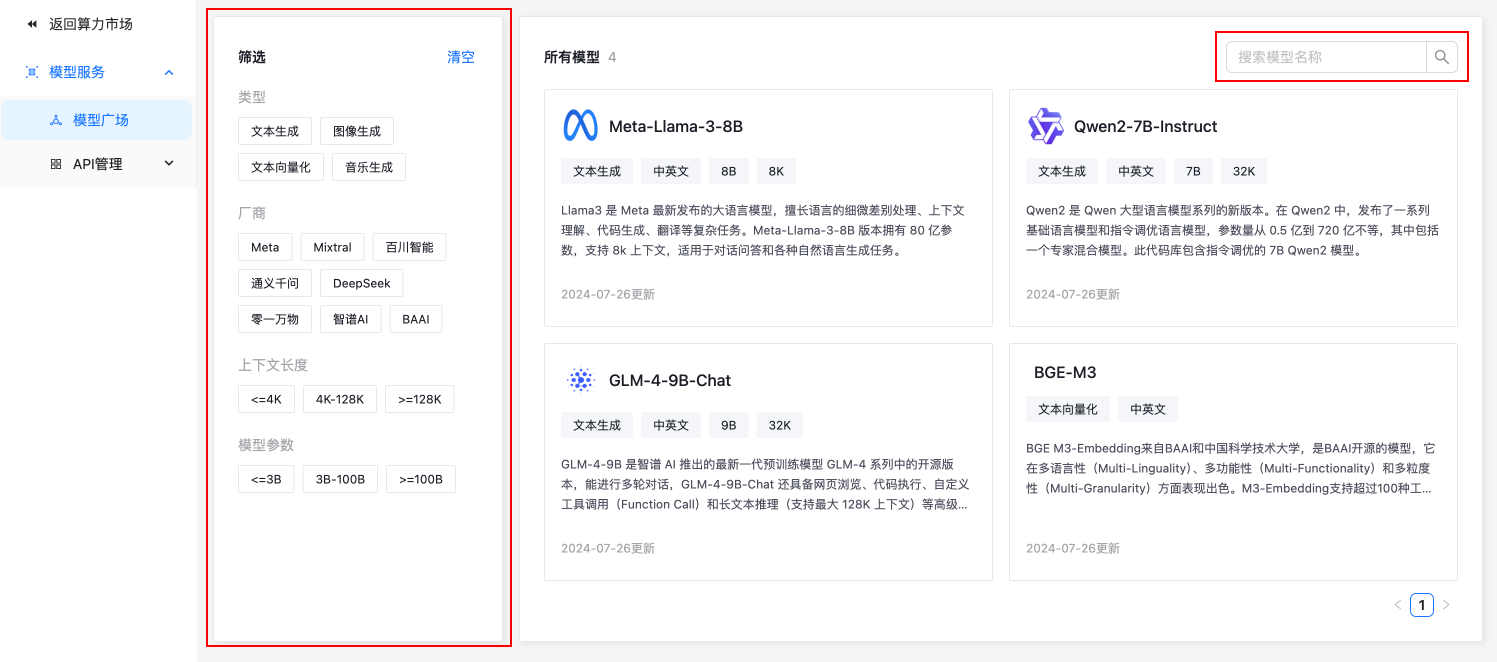 返回算力市场
模型服务
模型广场
API管理
筛选 清空
类型
文本生成 图像生成
文本向量化 音乐生成
厂商
Meta Mixtral 百川智能
通义千问 DeepSeek
零一万物 智谱AI BAAI
上下文长度
<=4K 4K-128K >=128K
模型参数
<=3B 3B-100B >=100B
所有模型 4
搜索模型名称
Meta-Llama-3-8B
文本生成 中英文 8B 8K
Llama3 是 Meta 最新发布的大语言模型，擅长语言的细微差别处理、上下文
理解、代码生成、翻译等复杂任务。Meta-Llama-3-8B 版本拥有 80 亿参
数，支持 8k 上下文，适用于对话问答和各种自然语言生成任务。
2024-07-26更新
Qwen2-7B-Instruct
文本生成 中英文 7B 32K
Qwen2 是 Qwen 大型语言模型系列的新版本。在 Qwen2 中，发布了一系列
基础语言模型和指令调优语言模型，参数量从 0.5 亿到 720 亿不等，其中包括
一个专家混合模型。此代码库包含指令调优的 7B Qwen2 模型。
2024-07-26更新
GLM-4-9B-Chat
文本生成 中英文 9B 32K
GLM-4-9B 是智谱 AI 推出的最新一代预训练模型 GLM-4 系列中的开源版
本，能进行多轮对话，GLM-4-9B-Chat 还具备网页浏览、代码执行、自定义
工具调用（Function Call）和长文本推理（支持最大 128K 上下文）等高级...
2024-07-26更新
BGE-M3
文本向量化 中英文
BGE M3-Embedding来自BAAI和中国科学技术大学，是BAAI开源的模型，它
在多语言性（Multi-Linguality）、多功能性（Multi-Functionality）和多粒度
性（Multi-Granularity）方面表现出色。M3-Embedding支持超过100种工...
2024-07-26更新
1